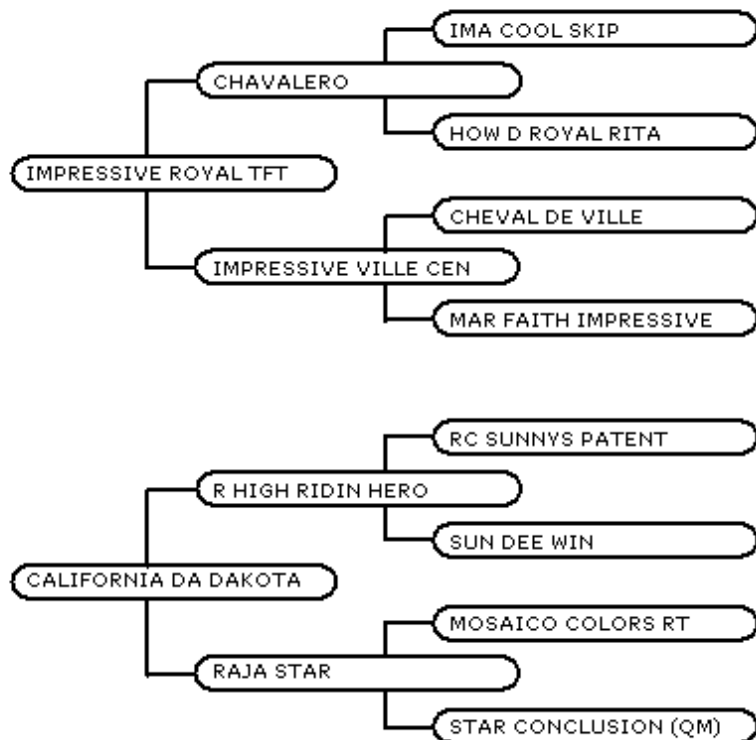 IMA COOL SKIP
CHAVALERO
HOW D ROYAL RITA
IMPRESSIVE ROYAL TFT
CHEVAL DE VILLE
IMPRESSIVE VILLE CEN
MAR FAITH IMPRESSIVE
RC SUNNYS PATENT
R HIGH RIDIN HERO
SUN DEE WIN
CALIFORNIA DA DAKOTA
MOSAICO COLORS RT
RAJA STAR
STAR CONCLUSION (QM)